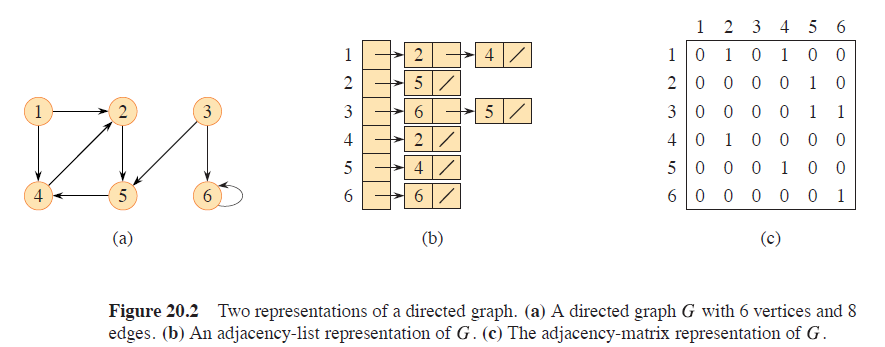 1 2 3
4 5 6
(a)
1 2 4
2 5
3 6 5
4 2
5 4
6 6
(b)
1 2 3 4 5 6
1 0 1 0 1 0 0
2 0 0 0 0 1 0
3 0 0 0 0 1 1
4 0 1 0 0 0 0
5 0 0 0 1 0 0
6 0 0 0 0 0 1
(c)
Figure 20.2 Two representations of a directed graph. (a) A directed graph G with 6 vertices and 8
edges. (b) An adjacency-list representation of G. (c) The adjacency-matrix representation of G.